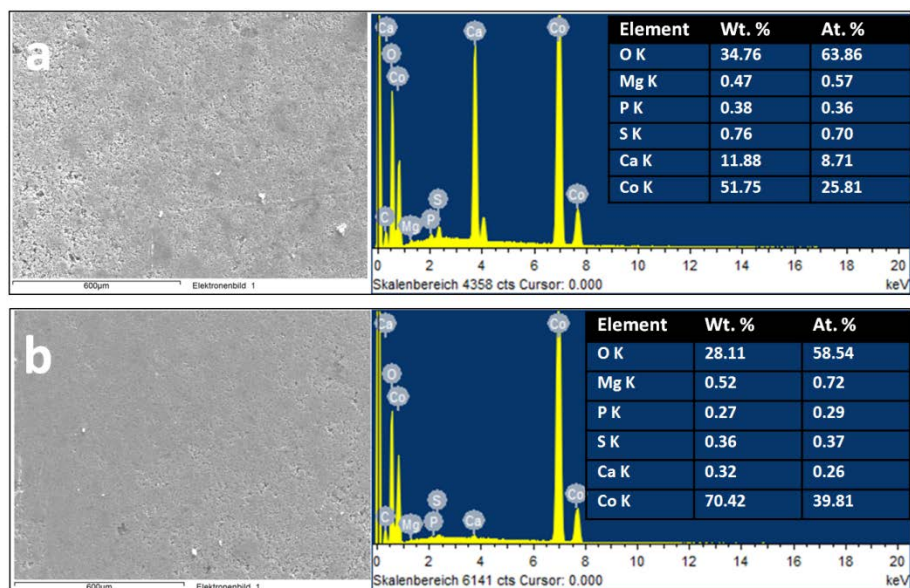 a
600µm
Elektronenbild 1
Ca
O
Co
C
Mg
P
S
Ca
Co
Co
0 2 4 6 8 10 12 14 16 18 20
Skalenbereich 4358 cts Cursor: 0.000 keV
Element Wt. % At. %
O K 34.76 63.86
Mg K 0.47 0.57
P K 0.38 0.36
S K 0.76 0.70
Ca K 11.88 8.71
Co K 51.75 25.81
b
600µm
Elektronenbild 1
Ca
O
Co
C
Mg
S
P
Ca
Co
Co
0 2 4 6 8 10 12 14 16 18 20
Skalenbereich 6141 cts Cursor: 0.000 keV
Element Wt. % At. %
O K 28.11 58.54
Mg K 0.52 0.72
P K 0.27 0.29
S K 0.36 0.37
Ca K 0.32 0.26
Co K 70.42 39.81